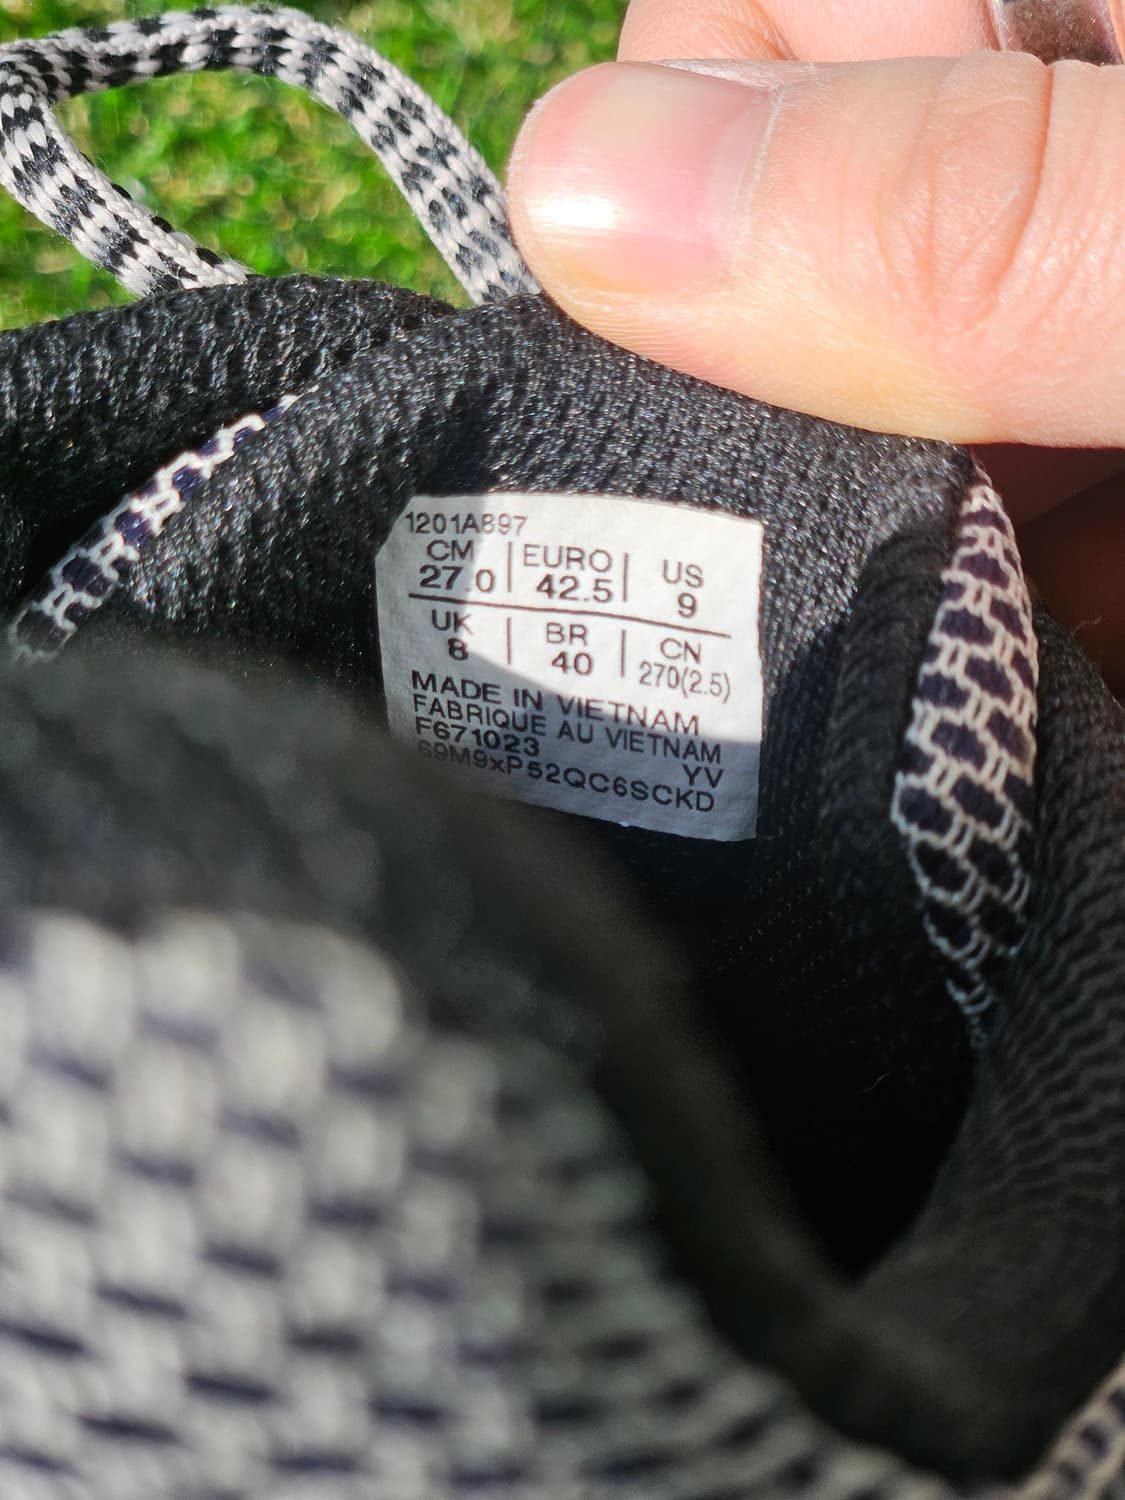 1201A897
CM EURO US
27.0 42.5 9
UK BR CN
8 40 270(2.5)
MADE IN VIETNAM
FABRIQUE AU VIETNAM
F671023 YV
69M9xP52QC6SCKD